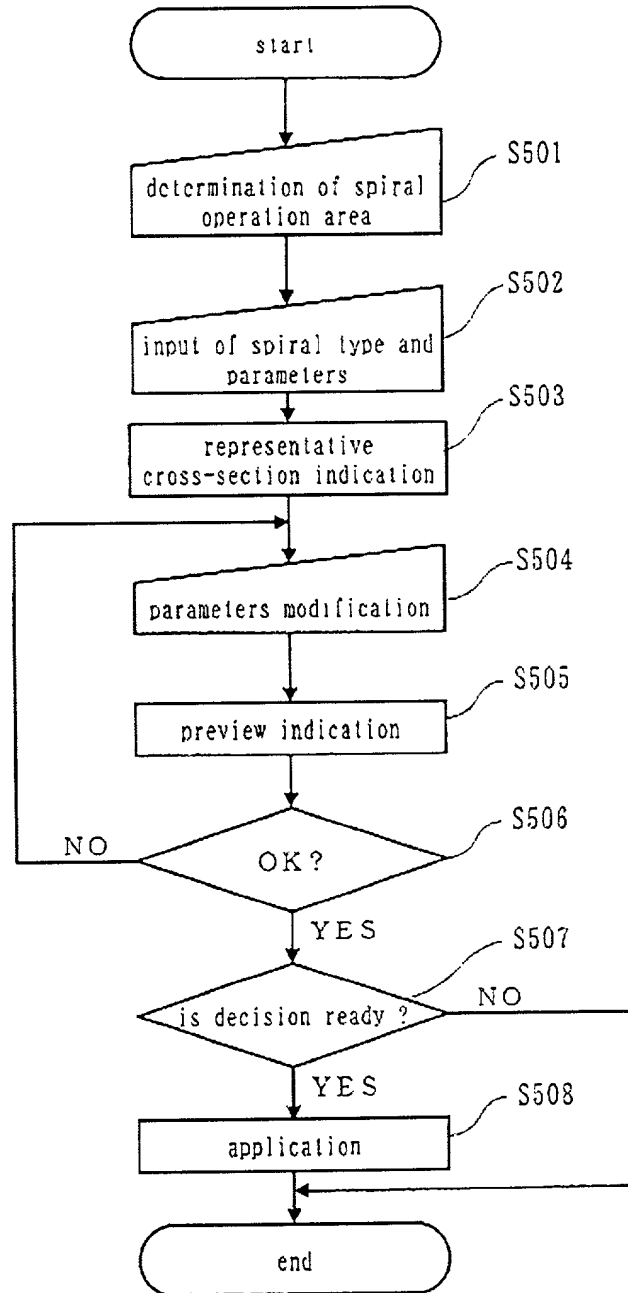 start
S501
determination of spiral
operation area
S502
input of spiral type and
parameters
S503
representative
cross-section indication
S504
parameters modification
S505
preview indication
S506
NO
OK?
YES
S507
NO
is decision ready ?
YES
S508
application
end